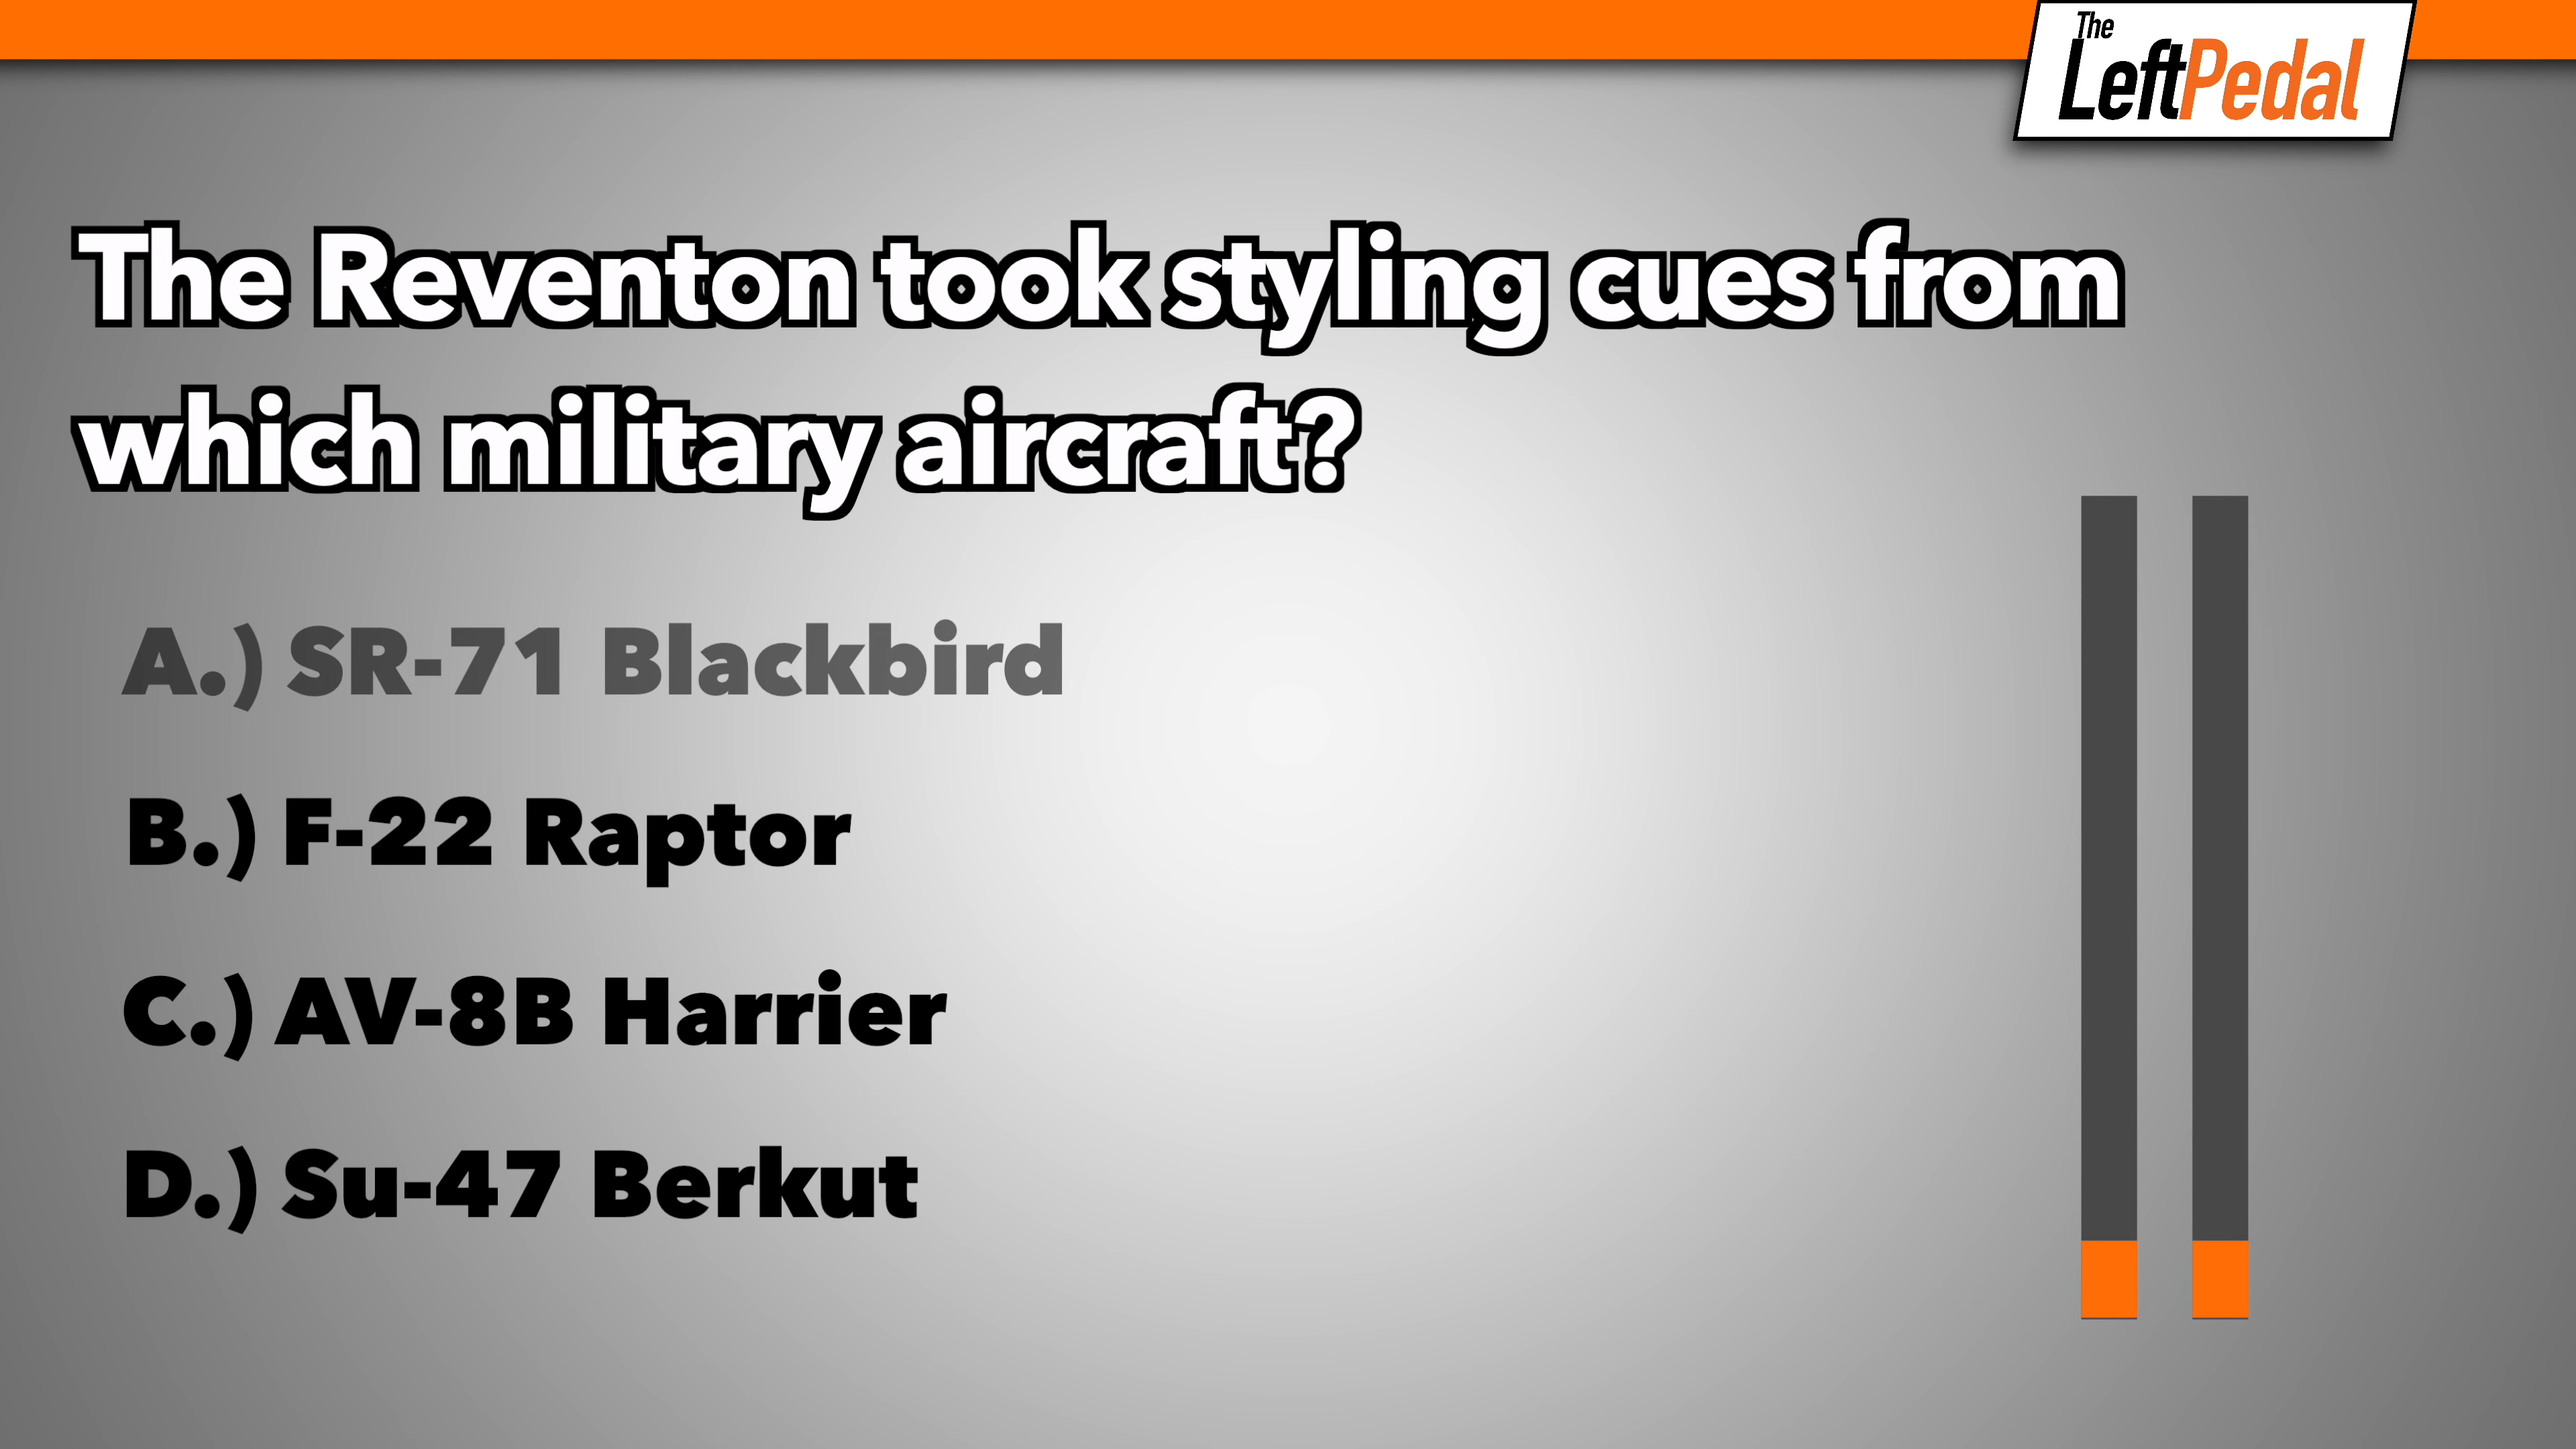 The
LeftPedal
The Reventon took styling cues from
which military aircraft?
A.) SR-71 Blackbird
B.) F-22 Raptor
C.) AV-8B Harrier
D.) Su-47 Berkut